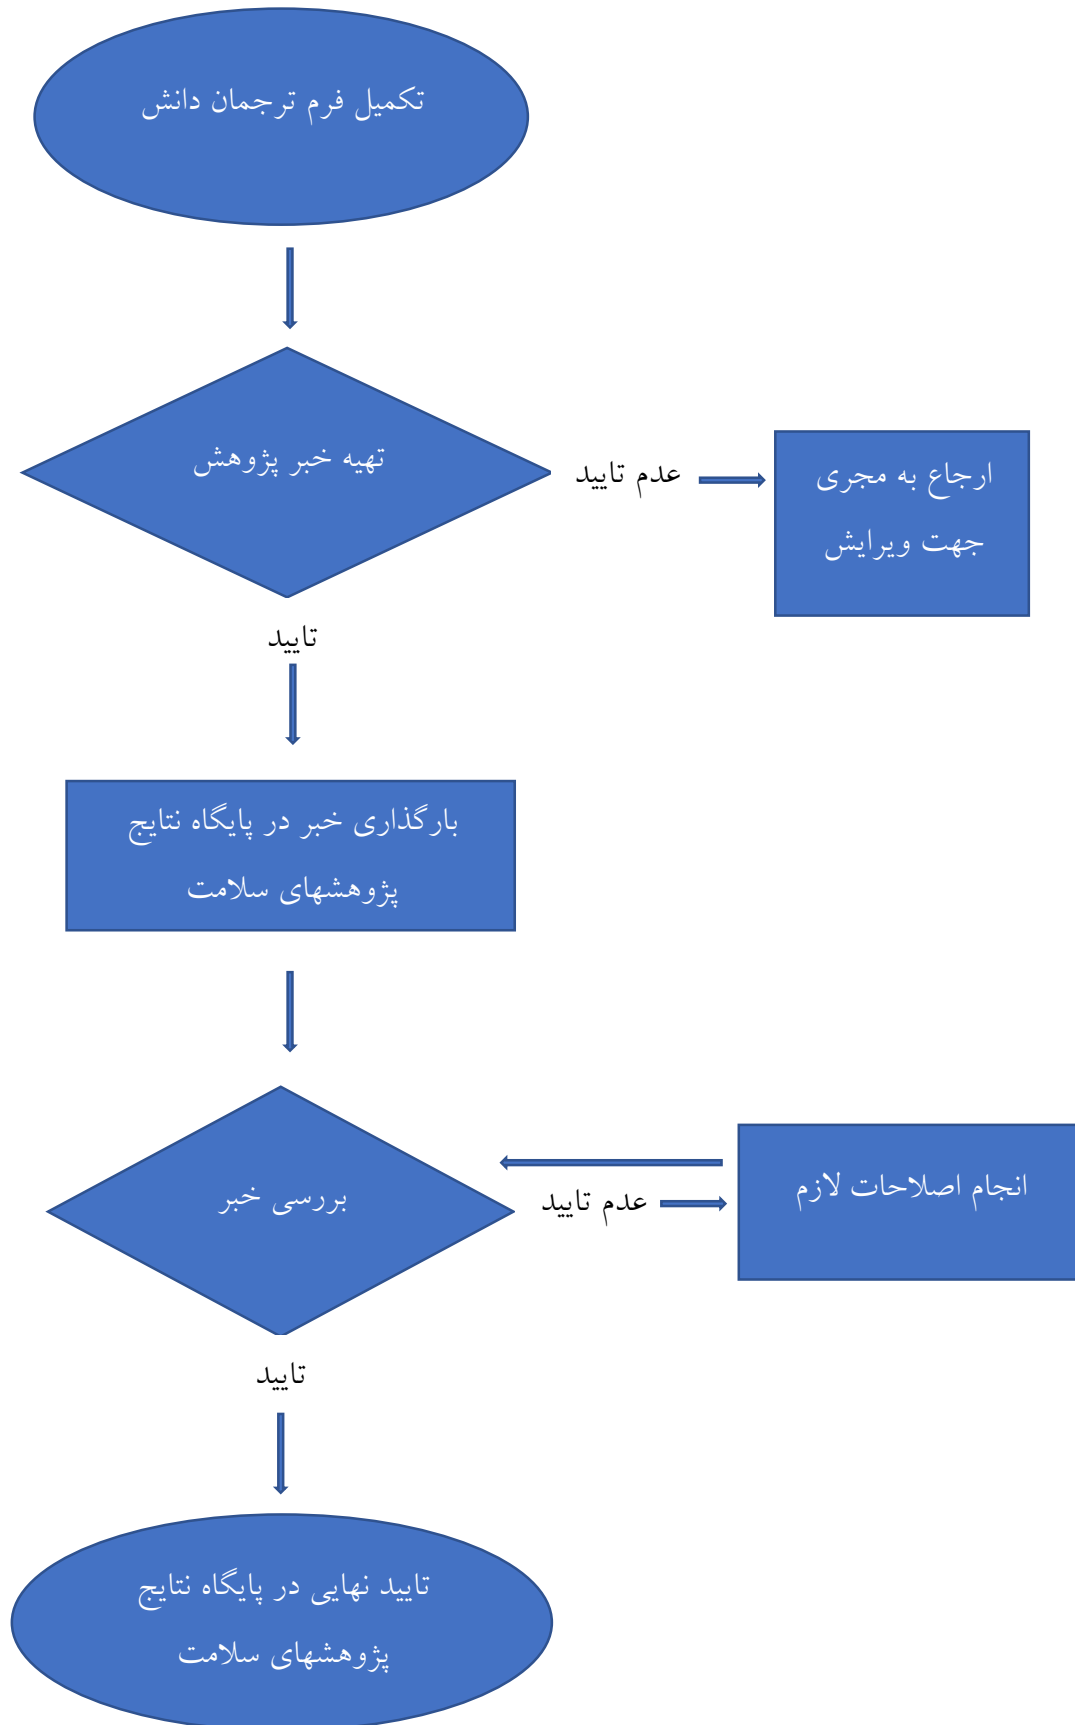 تکمیل فرم ترجمان دانش
تهیه خبر پژوهش
عدم تایید
ارجاع به مجری
جهت ویرایش
تایید
بارگذاری خبر در پایگاه نتایج
پژوهشهای سلامت
بررسی خبر
عدم تایید
انجام اصلاحات لازم
تایید
تایید نهایی در پایگاه نتایج
پژوهشهای سلامت